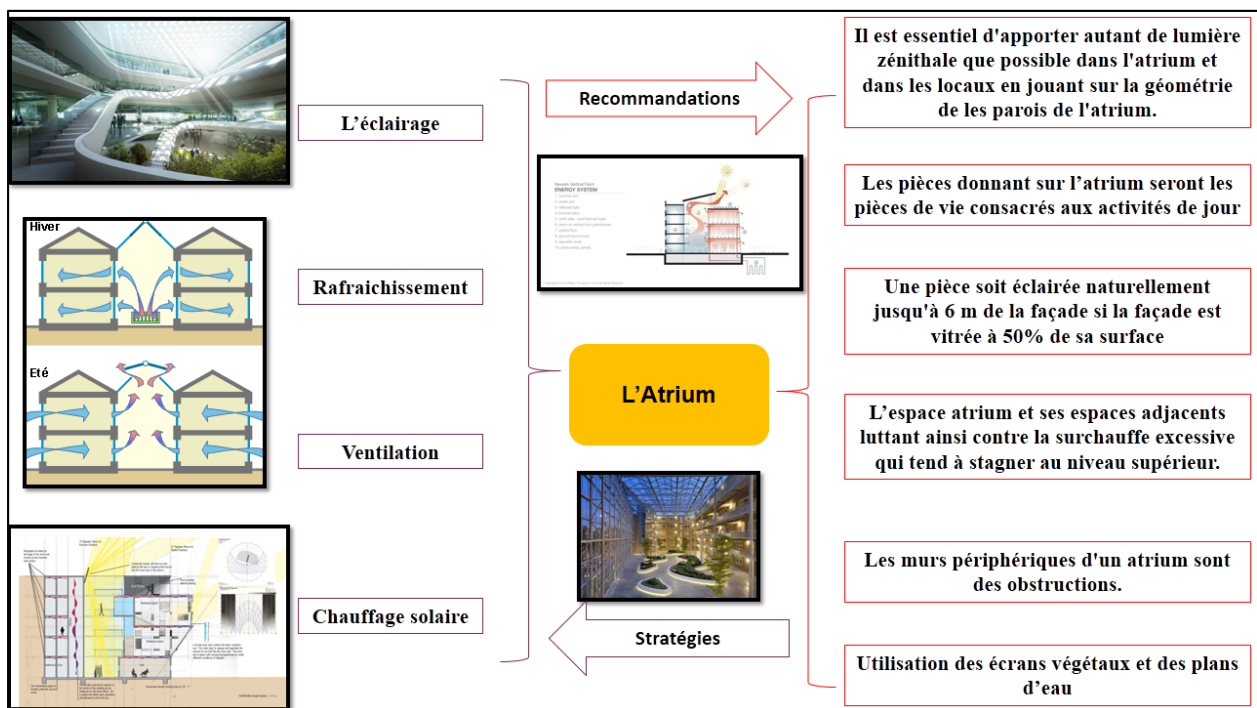 L’éclairage
Hiver
Rafraichissement
Eté
Ventilation
Chauffage solaire
Recommandations
Newark Vertical Farm
ENERGY SYSTEM
L’Atrium
Stratégies
Il est essentiel d'apporter autant de lumière
zénithale que possible dans l'atrium et
dans les locaux en jouant sur la géométrie
de les parois de l'atrium.
Les pièces donnant sur l’atrium seront les
pièces de vie consacrés aux activités de jour
Une pièce soit éclairée naturellement
jusqu'à 6 m de la façade si la façade est
vitrée à 50% de sa surface
L’espace atrium et ses espaces adjacents
luttant ainsi contre la surchauffe excessive
qui tend à stagner au niveau supérieur.
Les murs périphériques d'un atrium sont
des obstructions.
Utilisation des écrans végétaux et des plans
d’eau